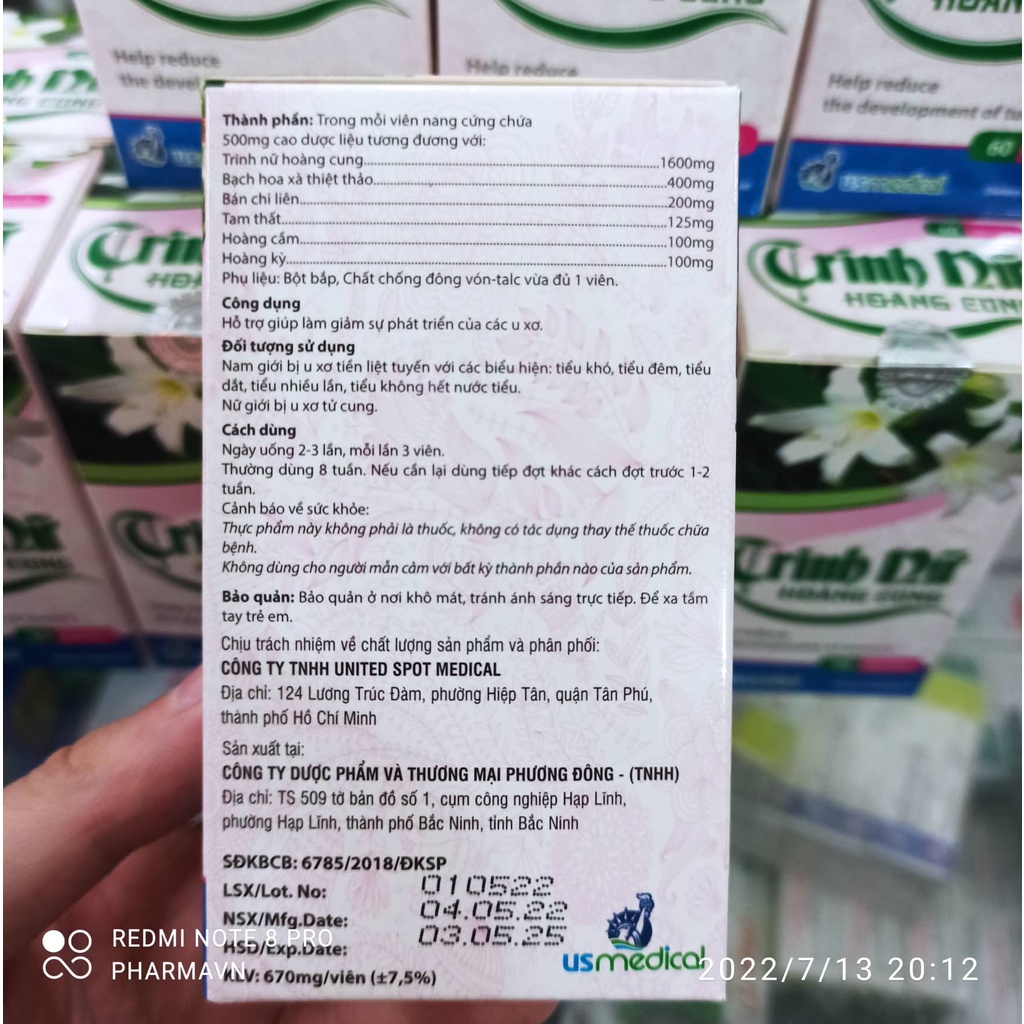 Help reduce
the devel
Help reduce
Help reduce
the development of tu
60
usmedical
Trinh Nữ
HOÀNG CUNG
Trinh Nữ
HOÀNG CUNG
Thành phần: Trong mỗi viên nang cứng chứa
500mg cao dược liệu tương đương với:
Trinh nữ hoàng cung....1600mg
Bạch hoa xà thiệt thảo....400mg
Bán chi liên....200mg
Tam thất....125mg
Hoàng cầm....100mg
Hoàng kỳ....100mg
Phụ liệu: Bột bắp, Chất chống đông vón-talc vừa đủ 1 viên.
Công dụng
Hỗ trợ giúp làm giảm sự phát triển của các u xơ.
Đối tượng sử dụng
Nam giới bị u xơ tiền liệt tuyến với các biểu hiện: tiểu khó, tiểu đêm, tiểu
dắt, tiểu nhiều lần, tiểu không hết nước tiểu.
Nữ giới bị u xơ tử cung.
Cách dùng
Ngày uống 2-3 lần, mỗi lần 3 viên.
Thường dùng 8 tuần. Nếu cần lại dùng tiếp đợt khác cách đợt trước 1-2
tuần.
Cảnh báo về sức khỏe:
Thực phẩm này không phải là thuốc, không có tác dụng thay thế thuốc chữa
bệnh.
Không dùng cho người mẫn cảm với bất kỳ thành phần nào của sản phẩm.
Bảo quản: Bảo quản ở nơi khô mát, tránh ánh sáng trực tiếp. Để xa tầm
tay trẻ em.
Chịu trách nhiệm về chất lượng sản phẩm và phân phối:
CÔNG TY TNHH UNITED SPOT MEDICAL
Địa chỉ: 124 Lương Trúc Đàm, phường Hiệp Tân, quận Tân Phú,
thành phố Hồ Chí Minh
Sản xuất tại:
CÔNG TY DƯỢC PHẨM VÀ THƯƠNG MẠI PHƯƠNG ĐÔNG - (TNHH)
Địa chỉ: TS 509 tờ bản đồ số 1, cụm công nghiệp Hạp Lĩnh,
phường Hạp Lĩnh, thành phố Bắc Ninh, tỉnh Bắc Ninh
SĐKBCB: 6785/2018/ĐKSP
LSX/Lot. No: 010522
NSX/Mfg.Date: 04.05.22
HSD/Exp.Date: 03.05.25
KLV: 670mg/viên (±7,5%)
usmedical
REDMI NOTE 8 PRO
PHARMAVN
2022/7/13 20:12